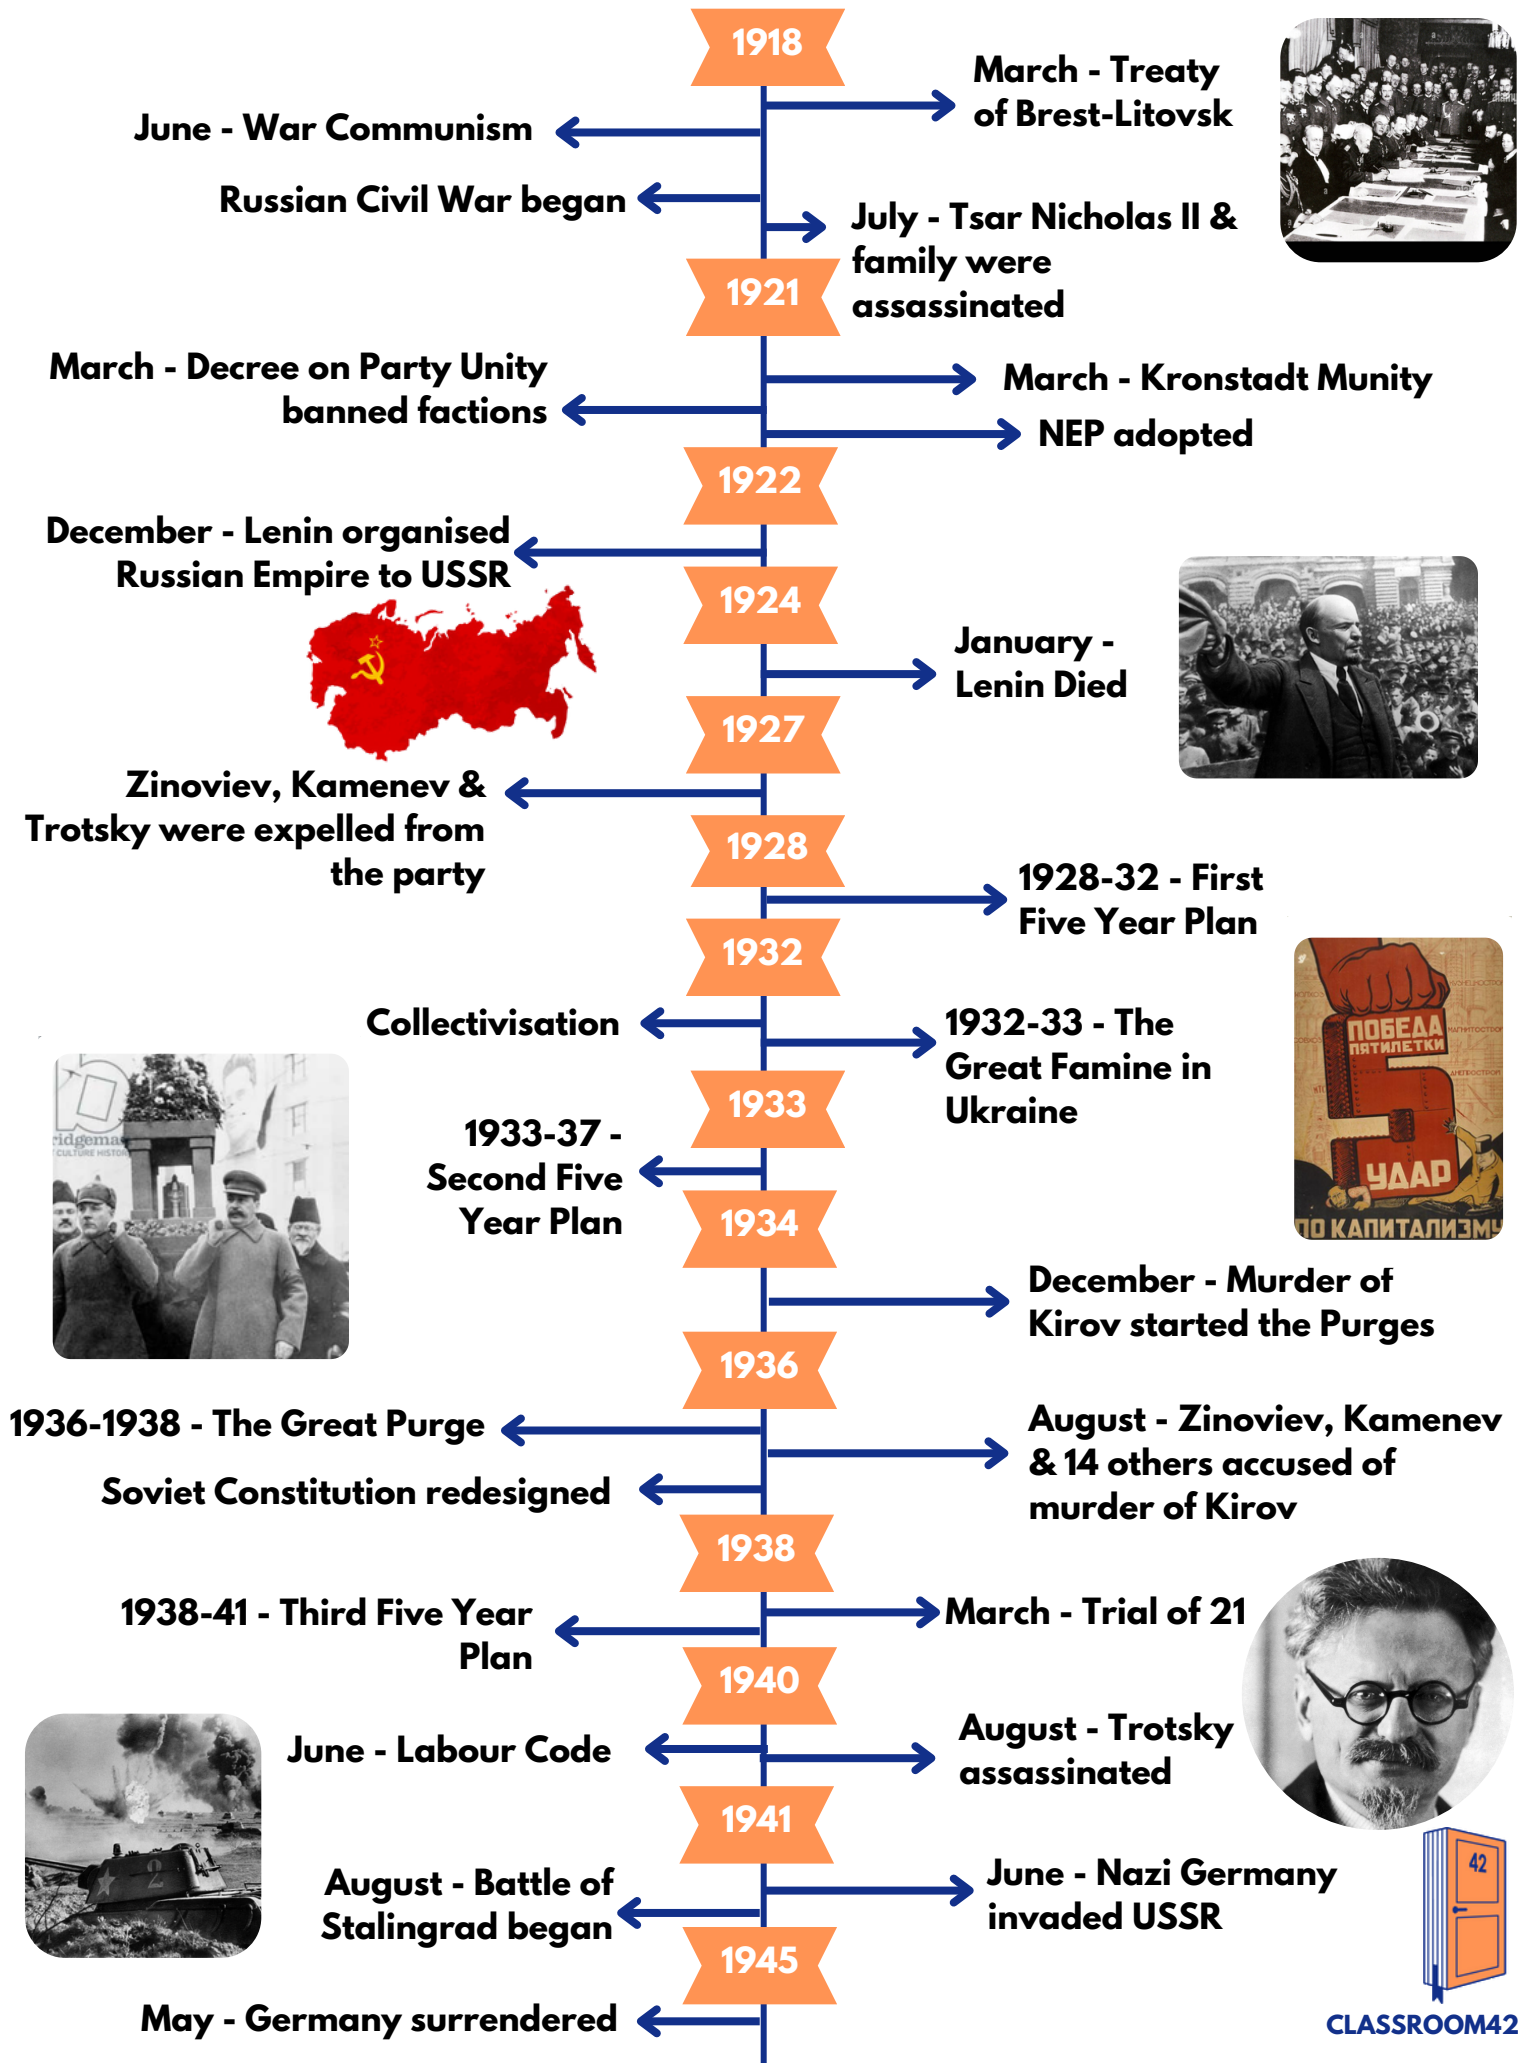 1918
March - Treaty
of Brest-Litovsk
June - War Communism
Russian Civil War began
July - Tsar Nicholas II &
family were
assassinated
1921
March - Decree on Party Unity
banned factions
March - Kronstadt Munity
NEP adopted
1922
December - Lenin organised
Russian Empire to USSR
1924
January -
Lenin Died
1927
Zinoviev, Kamenev &
Trotsky were expelled from
the party
1928
1928-32 - First
Five Year Plan
1932
Collectivisation
1932-33 - The
Great Famine in
Ukraine
ПОБЕДА
ПЯТИЛЕТКИ
МАГНИТОСТРОЙ
ДНЕПРОСТРОЙ
5
УДАР
ПО КАПИТАЛИЗМУ
1933
1933-37 -
Second Five
Year Plan
ridgeman
CULTURE HISTOR
1934
December - Murder of
Kirov started the Purges
1936
1936-1938 - The Great Purge
August - Zinoviev, Kamenev
& 14 others accused of
murder of Kirov
Soviet Constitution redesigned
1938
1938-41 - Third Five Year
Plan
March - Trial of 21
1940
June - Labour Code
August - Trotsky
assassinated
1941
2
August - Battle of
Stalingrad began
June - Nazi Germany
invaded USSR
42
1945
May - Germany surrendered
CLASSROOM42